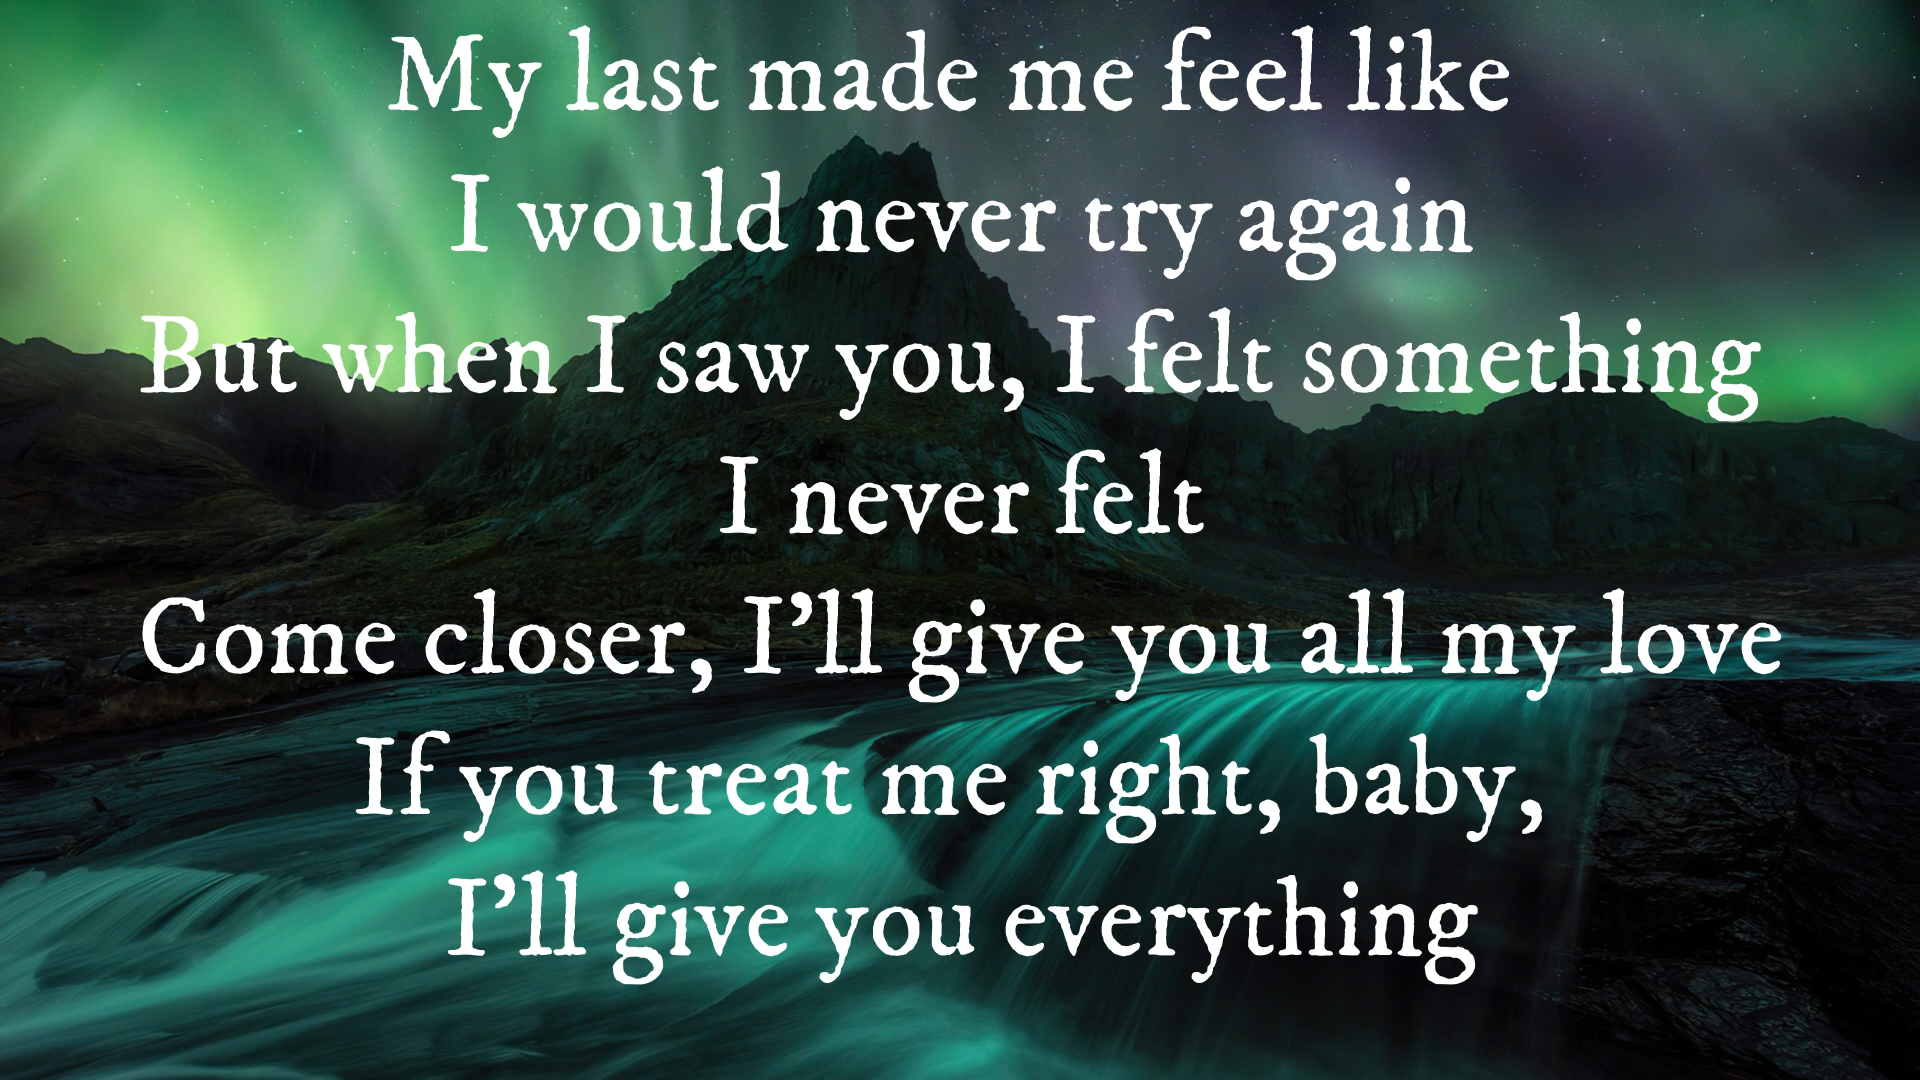 My last made me feel like
I would never try again
But when I saw you, I felt something
I never felt
Come closer, I’ll give you all my love
If you treat me right, baby,
I’ll give you everything